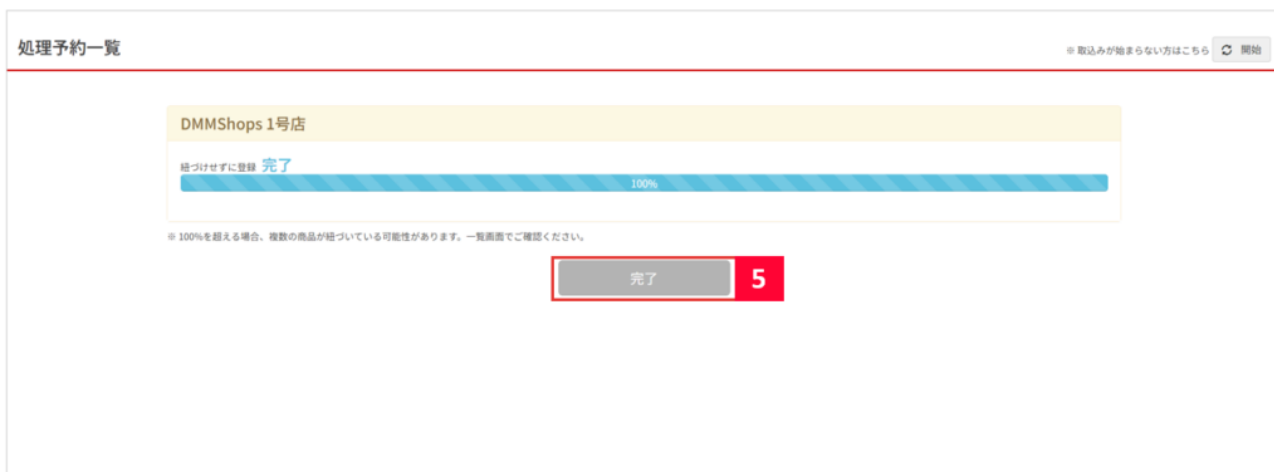 処理予約一覧
※ 取込みが始まらない方はこちら 開始
DMMShops 1号店
紐づけせずに登録 完了
100%
※ 100%を超える場合、複数の商品が紐づいている可能性があります。一覧画面でご確認ください。
完了 5